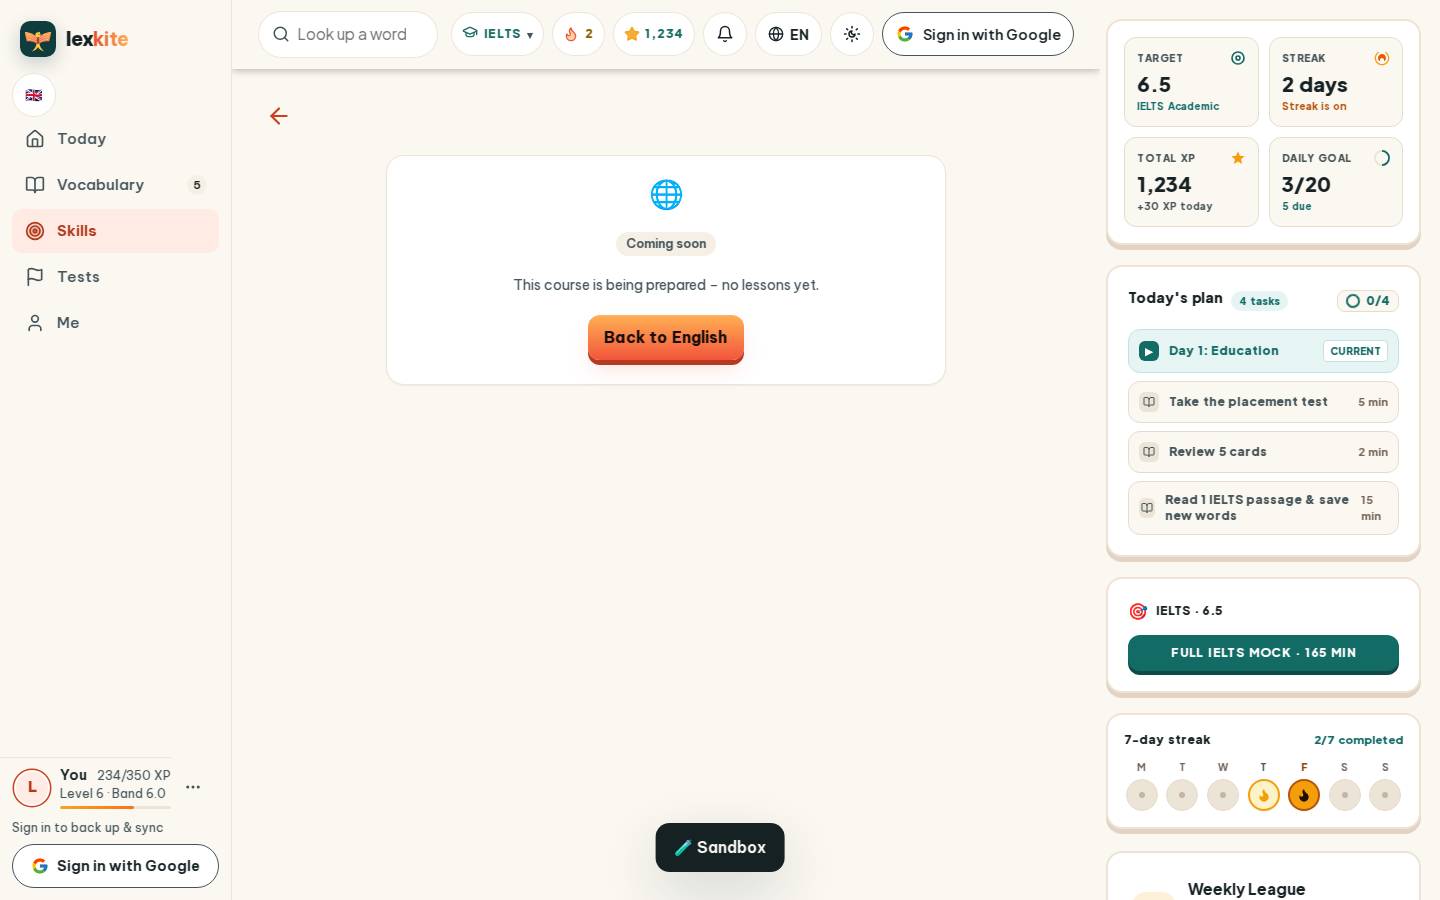 lexkite
Today
Vocabulary 5
Skills
Tests
Me
You 234/350 XP
Level 6 · Band 6.0
Sign in to back up & sync
Sign in with Google
Look up a word
IELTS ▾
2
1,234
EN
Sign in with Google
Coming soon
This course is being prepared – no lessons yet.
Back to English
Sandbox
TARGET
6.5
IELTS Academic
STREAK
2 days
Streak is on
TOTAL XP
1,234
+30 XP today
DAILY GOAL
3/20
5 due
Today's plan 4 tasks 0/4
Day 1: Education CURRENT
Take the placement test 5 min
Review 5 cards 2 min
Read 1 IELTS passage & save 15
new words min
IELTS · 6.5
FULL IELTS MOCK · 165 MIN
7-day streak 2/7 completed
M T W T F S S
Weekly League
L